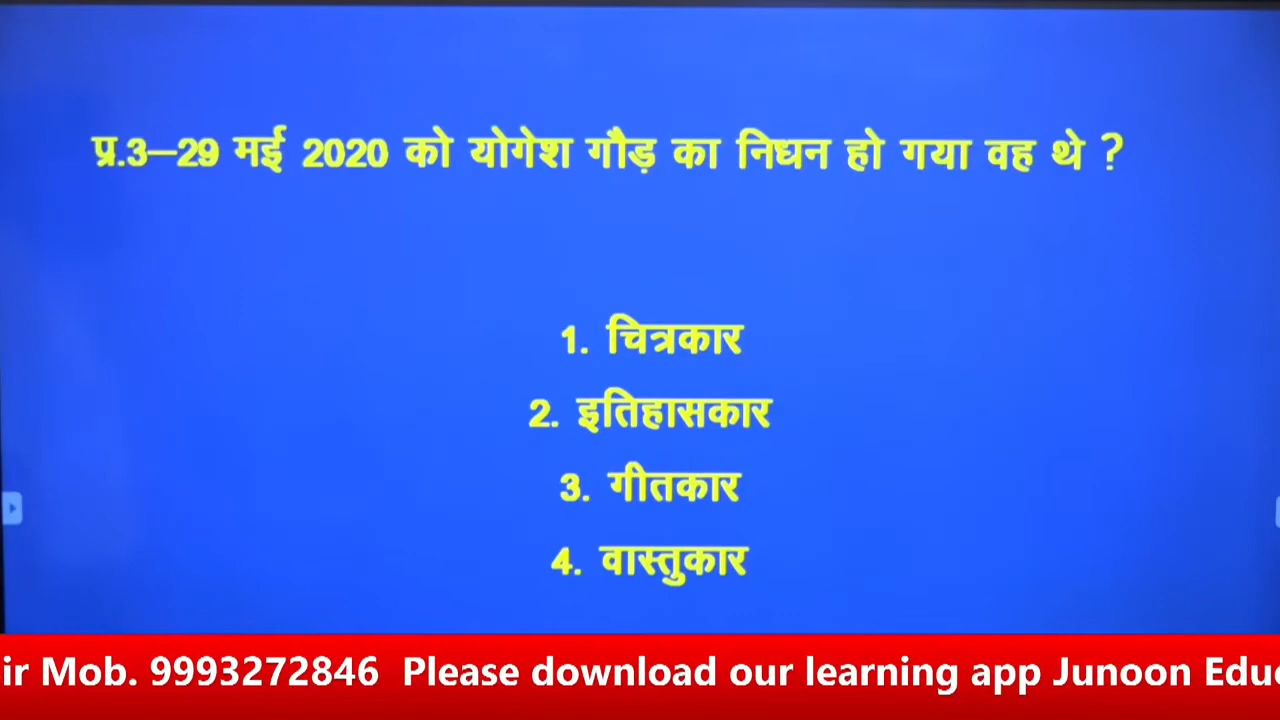 प्र.3–29 मई 2020 को योगेश गौड़ का निधन हो गया वह थे ?
1. चित्रकार
2. इतिहासकार
3. गीतकार
4. वास्तुकार
ir Mob. 9993272846 Please download our learning app Junoon